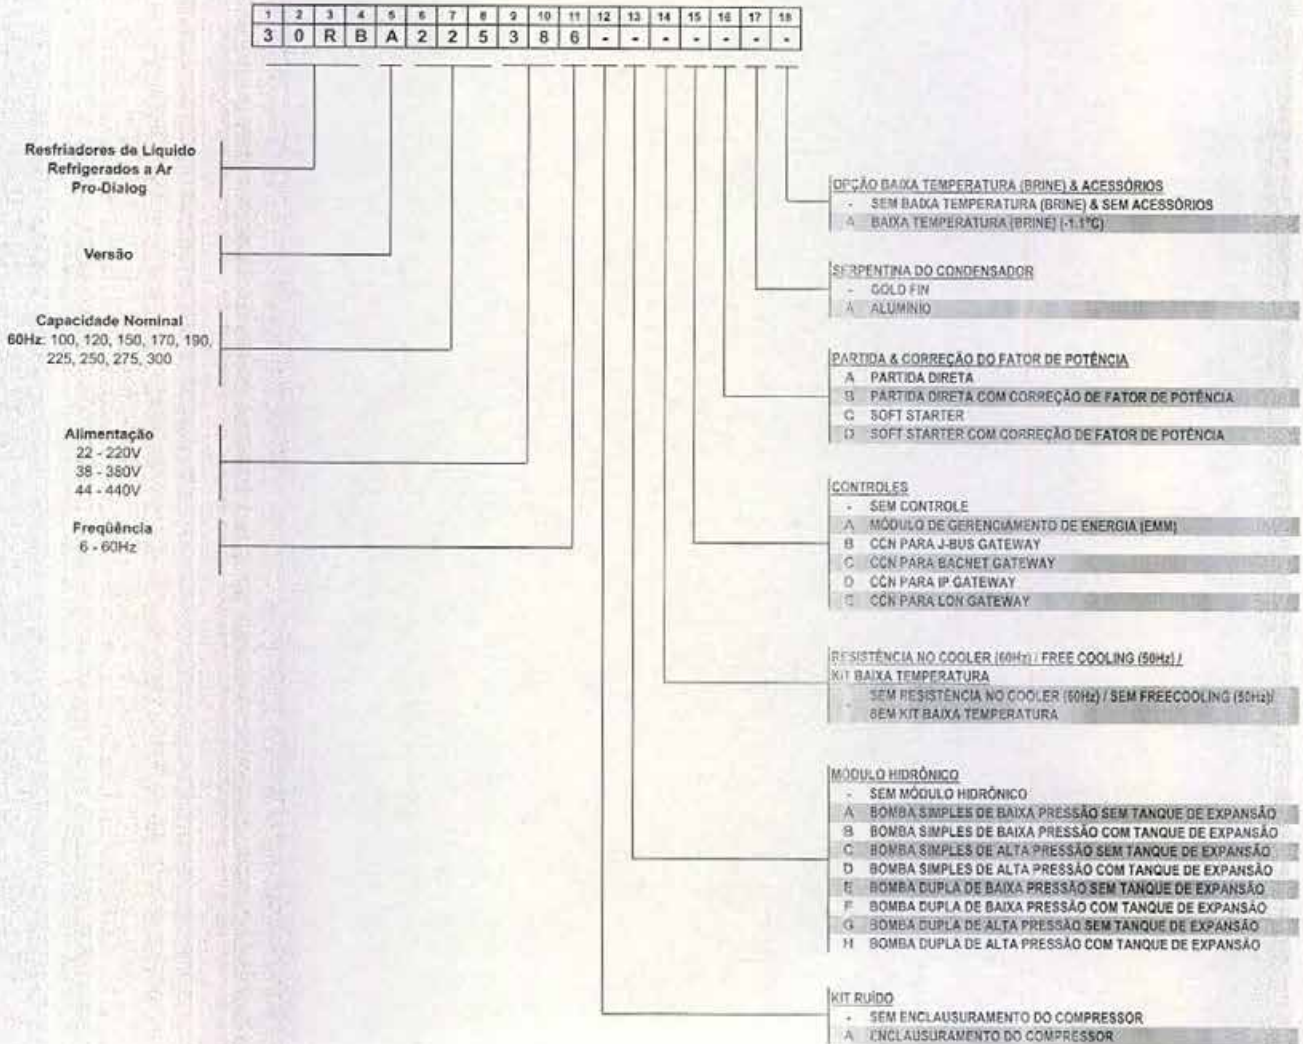 1 2 3 4 5 6 7 8 9 10 11 12 13 14 15 16 17 18
3 0 R B A 2 2 5 3 8 6 - - - - - - -
Resfriadores de Líquido
Refrigerados a Ar
Pro-Dialog
Versão
Capacidade Nominal
60Hz: 100, 120, 150, 170, 190,
225, 250, 275, 300
Alimentação
22 - 220V
38 - 380V
44 - 440V
Freqüência
6 - 60Hz
OPÇÃO BAIXA TEMPERATURA (BRINE) & ACESSÓRIOS
- SEM BAIXA TEMPERATURA (BRINE) & SEM ACESSÓRIOS
A BAIXA TEMPERATURA (BRINE) (-1.1°C)
SERPENTINA DO CONDENSADOR
- GOLD FIN
A ALUMÍNIO
PARTIDA & CORREÇÃO DO FATOR DE POTÊNCIA
A PARTIDA DIRETA
B PARTIDA DIRETA COM CORREÇÃO DE FATOR DE POTÊNCIA
C SOFT STARTER
D SOFT STARTER COM CORREÇÃO DE FATOR DE POTÊNCIA
CONTROLES
- SEM CONTROLE
A MÓDULO DE GERENCIAMENTO DE ENERGIA (EMM)
B CCN PARA J-BUS GATEWAY
C CCN PARA BACNET GATEWAY
D CCN PARA IP GATEWAY
E CCN PARA LON GATEWAY
RESISTÊNCIA NO COOLER (60Hz) / FREE COOLING (50Hz) /
KIT BAIXA TEMPERATURA
- SEM RESISTÊNCIA NO COOLER (60Hz) / SEM FREECOOLING (50Hz)/
SEM KIT BAIXA TEMPERATURA
MÓDULO HIDRÔNICO
- SEM MÓDULO HIDRÔNICO
A BOMBA SIMPLES DE BAIXA PRESSÃO SEM TANQUE DE EXPANSÃO
B BOMBA SIMPLES DE BAIXA PRESSÃO COM TANQUE DE EXPANSÃO
C BOMBA SIMPLES DE ALTA PRESSÃO SEM TANQUE DE EXPANSÃO
D BOMBA SIMPLES DE ALTA PRESSÃO COM TANQUE DE EXPANSÃO
E BOMBA DUPLA DE BAIXA PRESSÃO SEM TANQUE DE EXPANSÃO
F BOMBA DUPLA DE BAIXA PRESSÃO COM TANQUE DE EXPANSÃO
G BOMBA DUPLA DE ALTA PRESSÃO SEM TANQUE DE EXPANSÃO
H BOMBA DUPLA DE ALTA PRESSÃO COM TANQUE DE EXPANSÃO
KIT RUÍDO
- SEM ENCLAUSURAMENTO DO COMPRESSOR
A ENCLAUSURAMENTO DO COMPRESSOR